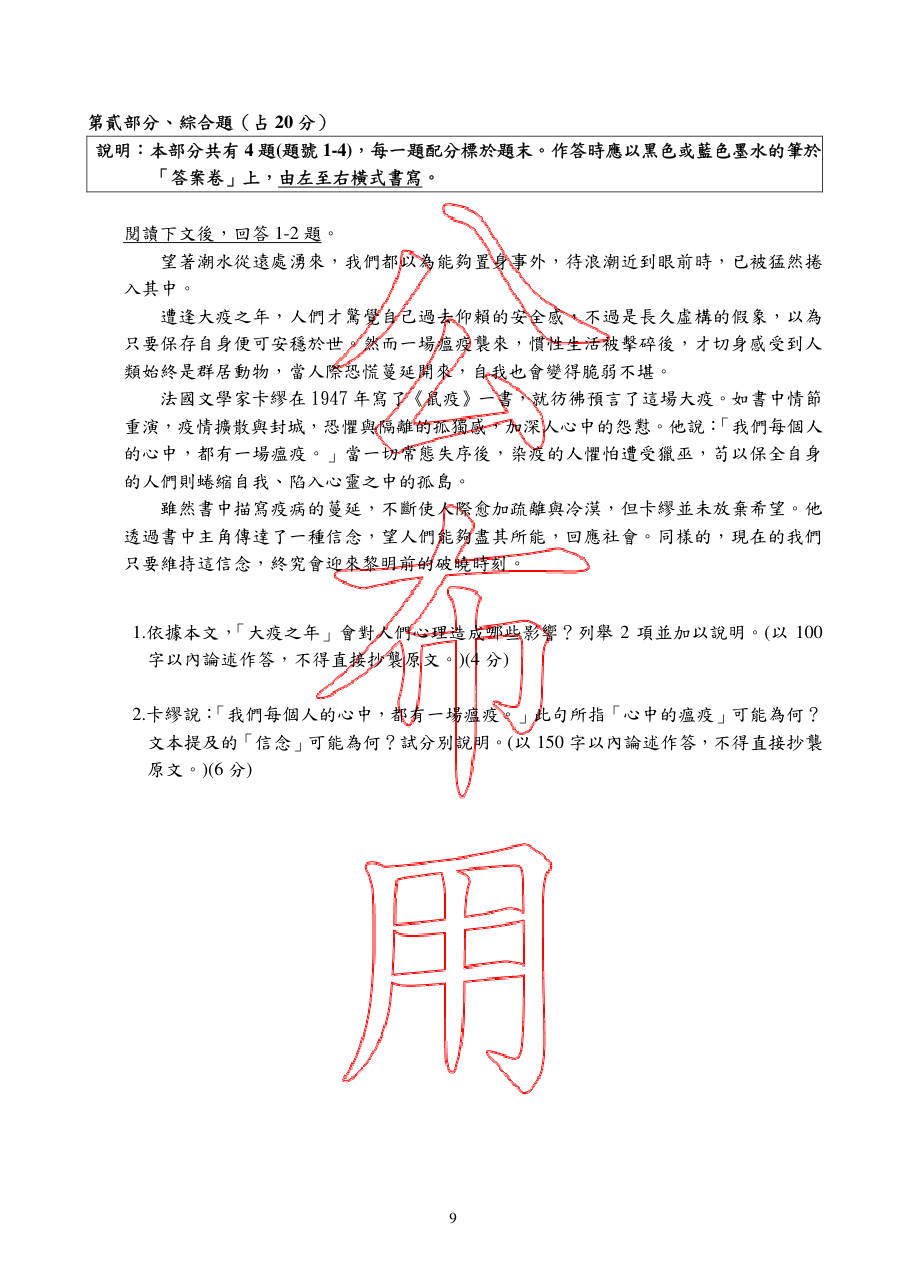 第貳部分、綜合題（占 20 分）
說明：本部分共有 4 題(題號 1-4)，每一題配分標於題末。作答時應以黑色或藍色墨水的筆於
「答案卷」上，由左至右橫式書寫。
閱讀下文後，回答 1-2 題。
望著潮水從遠處湧來，我們都以為能夠置身事外，待浪潮近到眼前時，已被猛然捲
入其中。
遭逢大疫之年，人們才驚覺自己過去仰賴的安全感，不過是長久虛構的假象，以為
只要保存自身便可安穩於世。然而一場瘟疫襲來，慣性生活被擊碎後，才切身感受到人
類始終是群居動物，當人際恐慌蔓延開來，自我也會變得脆弱不堪。
法國文學家卡繆在 1947 年寫了《鼠疫》一書，就彷彿預言了這場大疫。如書中情節
重演，疫情擴散與封城，恐懼與隔離的孤獨感，加深人心中的怨懟。他說：「我們每個人
的心中，都有一場瘟疫。」當一切常態失序後，染疫的人懼怕遭受獵巫，苟以保全自身
的人們則蜷縮自我、陷入心靈之中的孤島。
雖然書中描寫疫病的蔓延，不斷使人際愈加疏離與冷漠，但卡繆並未放棄希望。他
透過書中主角傳達了一種信念，望人們能夠盡其所能，回應社會。同樣的，現在的我們
只要維持這信念，終究會迎來黎明前的破曉時刻。
1.依據本文，「大疫之年」會對人們心理造成哪些影響？列舉 2 項並加以說明。(以 100
字以內論述作答，不得直接抄襲原文。)(4 分)
2.卡繆說：「我們每個人的心中，都有一場瘟疫。」此句所指「心中的瘟疫」可能為何？
文本提及的「信念」可能為何？試分別說明。(以 150 字以內論述作答，不得直接抄襲
原文。)(6 分)
公布用
9